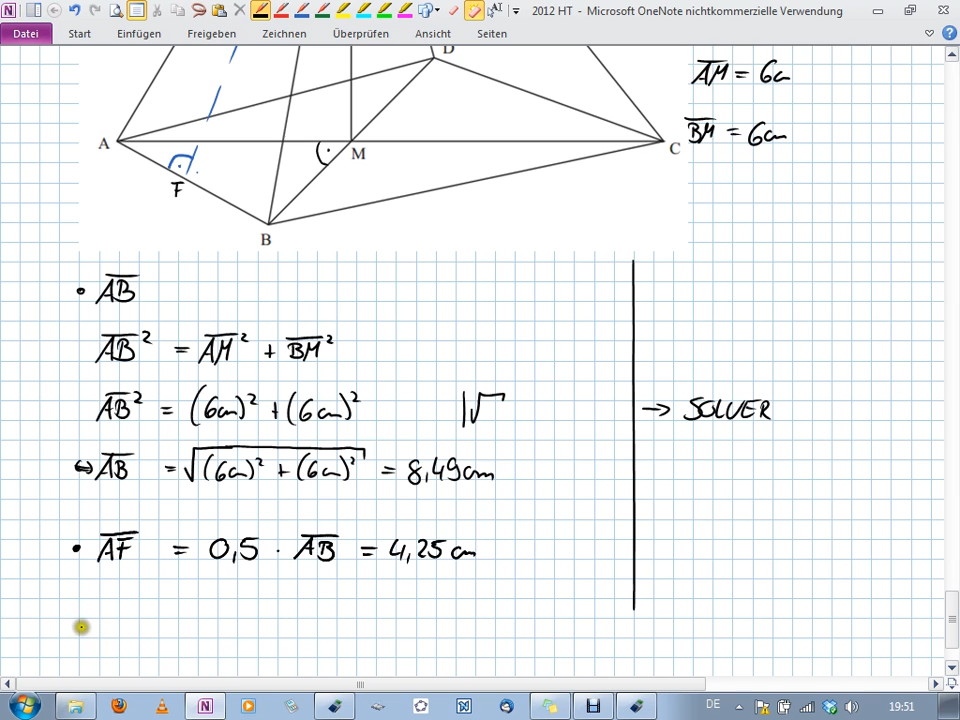 2012 HT - Microsoft OneNote nichtkommerzielle Verwendung
Datei Start Einfügen Freigeben Zeichnen Überprüfen Ansicht Seiten
D
AM = 6cm
A M C
BM = 6cm
F
B
• AB
AB² = AM² + BM²
AB² = (6cm)² + (6cm)² |√
→ SOLVER
⇔ AB = √(6cm)² + (6cm)² = 8,49cm
• AF = 0,5 · AB = 4,25 cm
DE 19:51